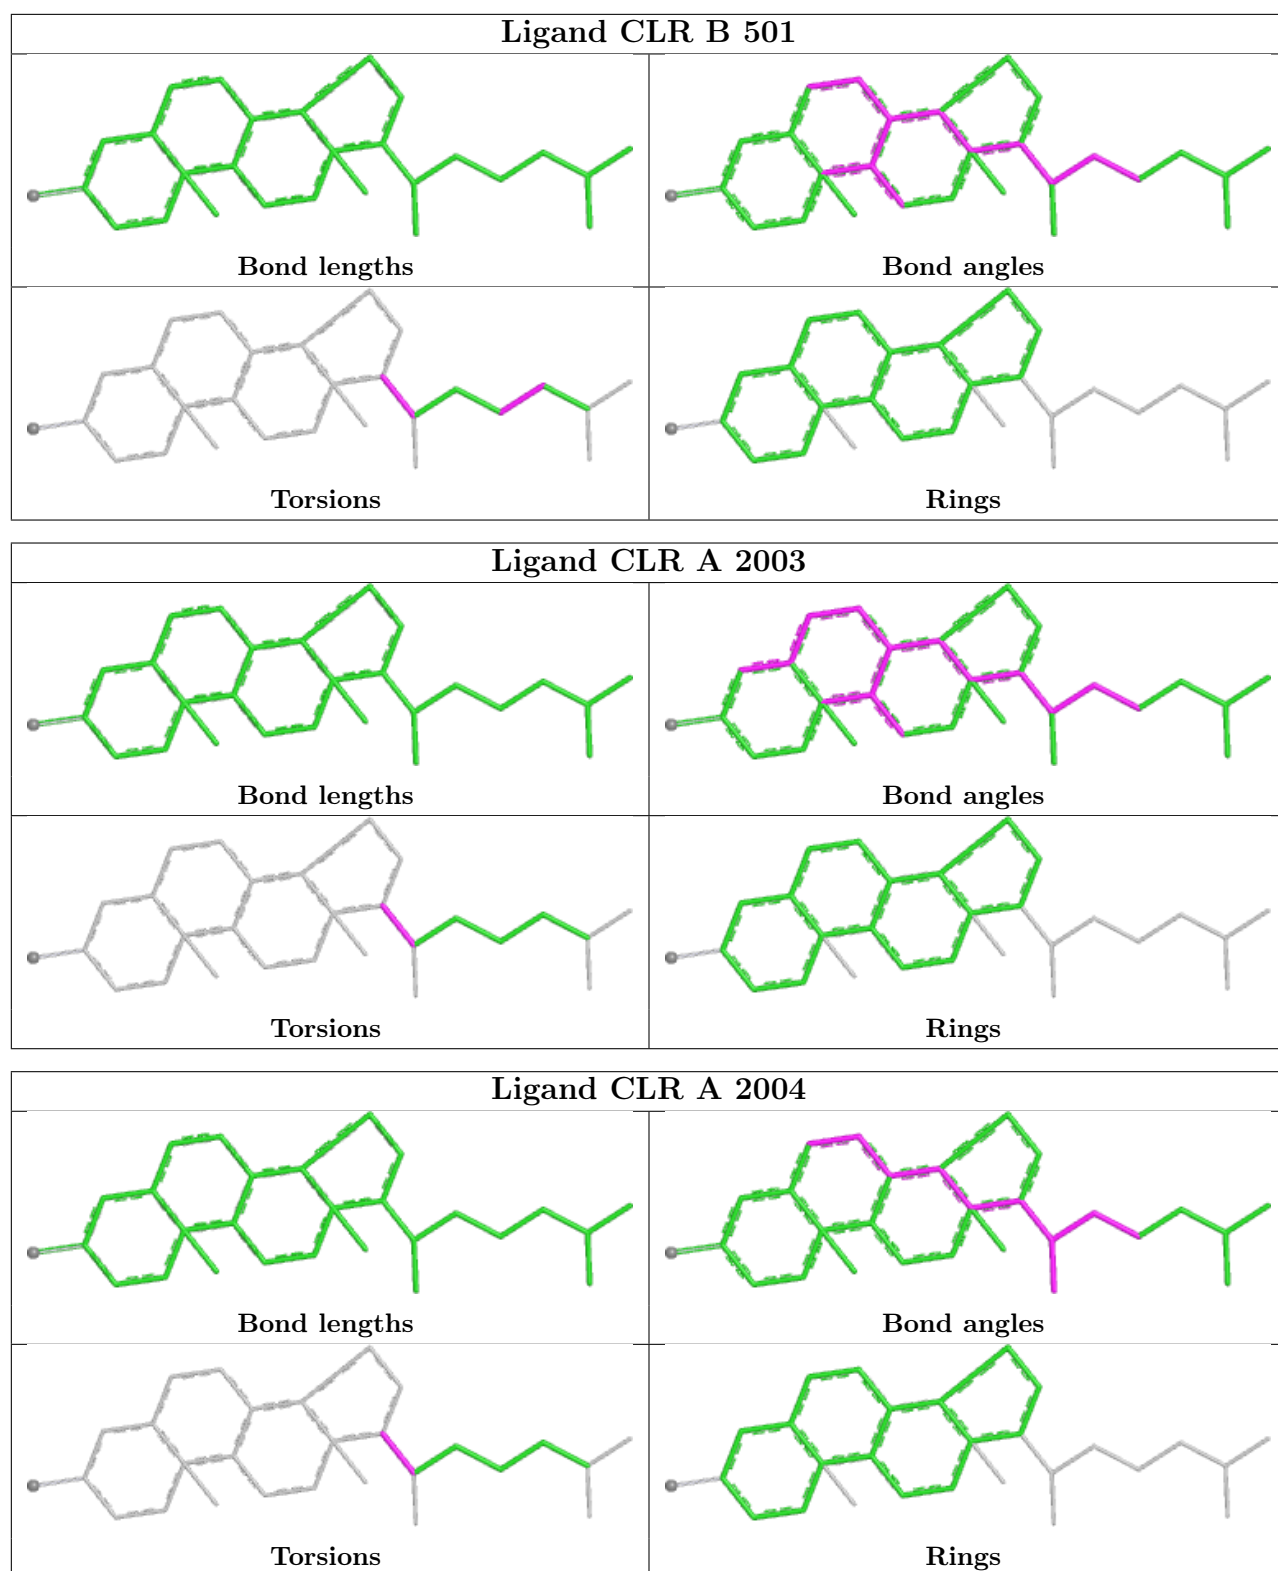 Ligand CLR B 501
Bond lengths
Bond angles
Torsions
Rings
Ligand CLR A 2003
Bond lengths
Bond angles
Torsions
Rings
Ligand CLR A 2004
Bond lengths
Bond angles
Torsions
Rings